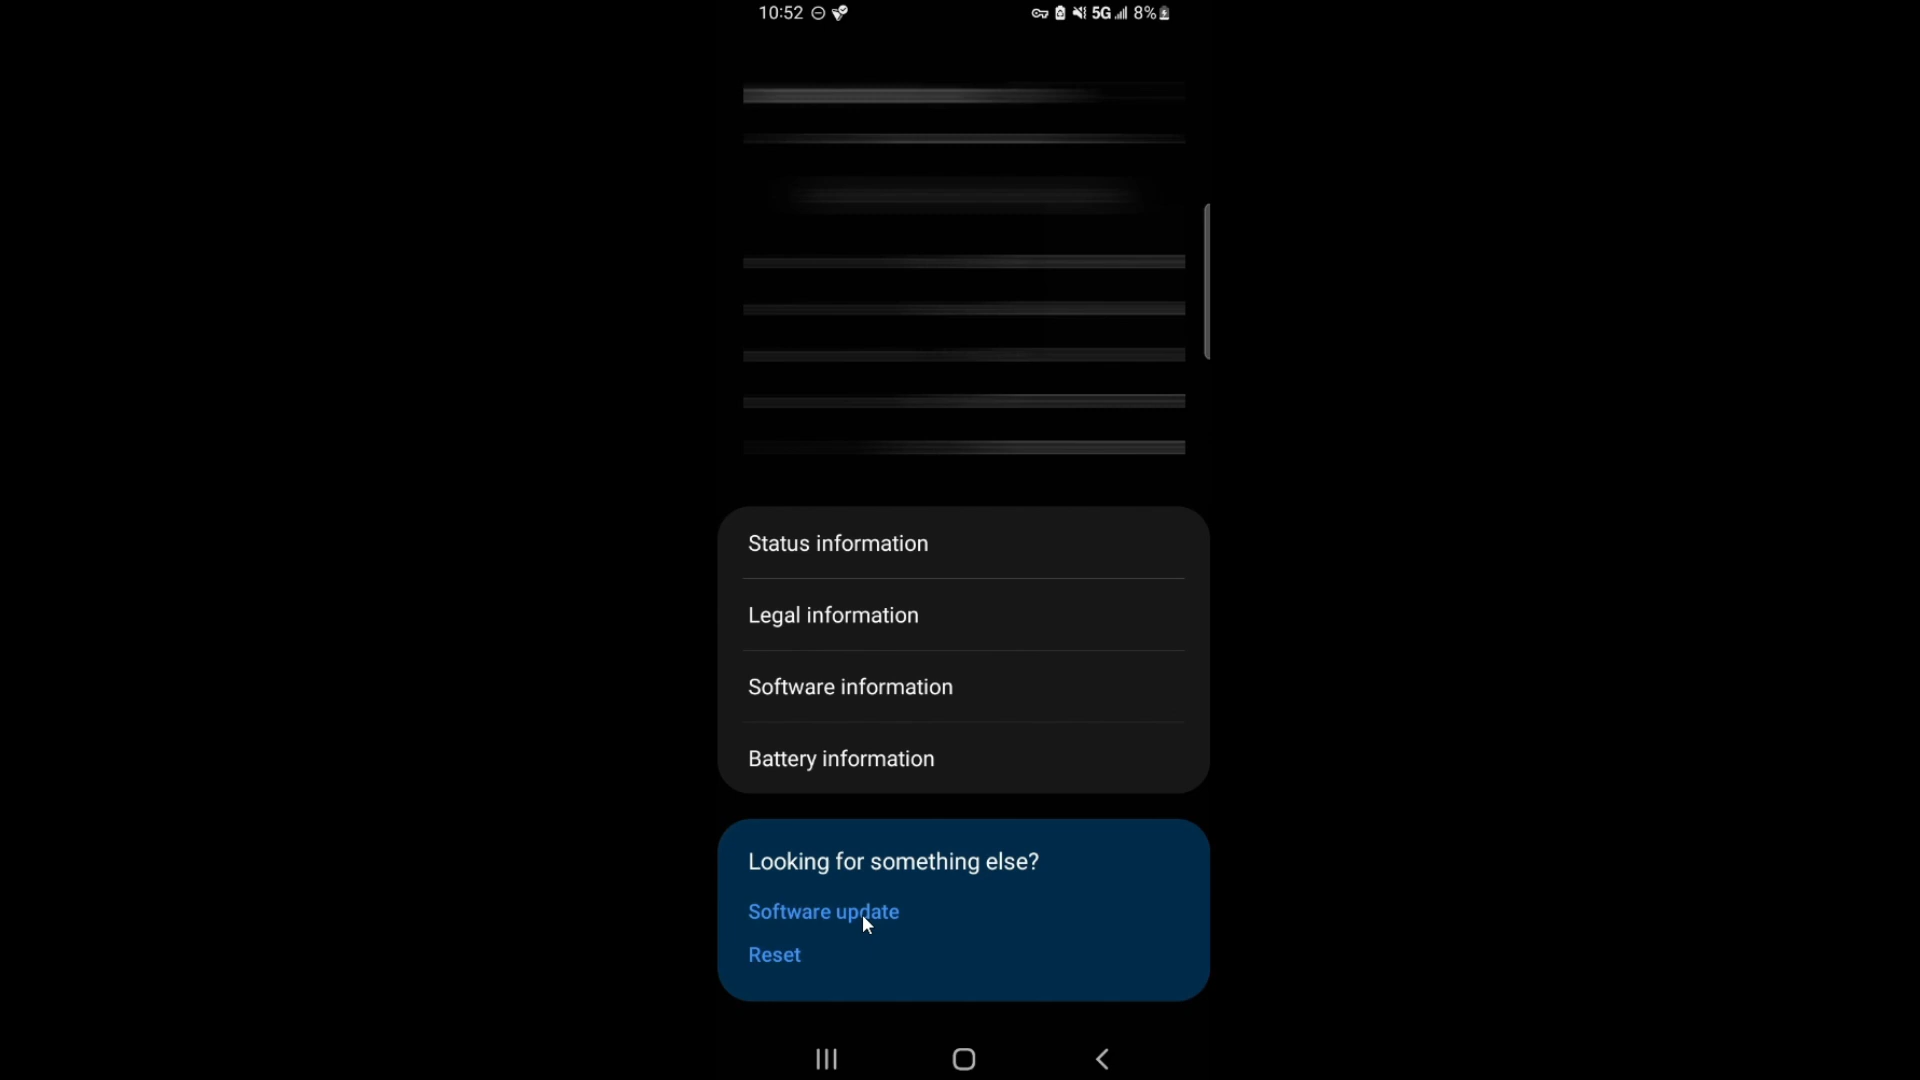 10:52 5G 8%
Status information
Legal information
Software information
Battery information
Looking for something else?
Software update
Reset